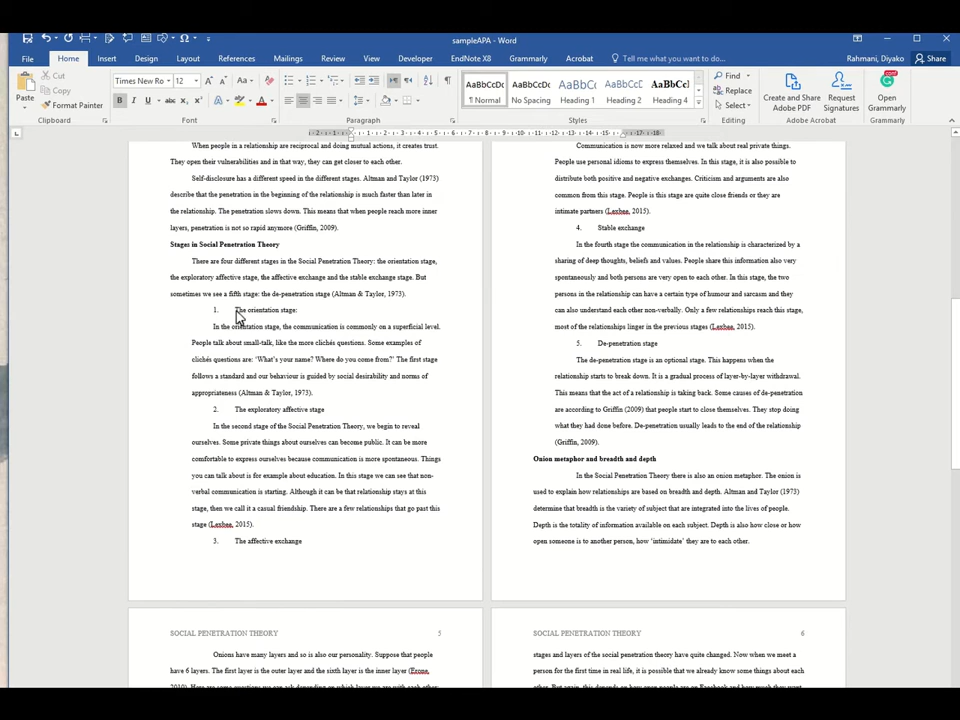 sampleAPA - Word
Rahmani, Diyako
Share
File
Home
Insert
Design
Layout
References
Mailings
Review
View
Developer
EndNote X8
Grammarly
Acrobat
Tell me what you want to do...
Paste
Cut
Copy
Format Painter
Clipboard
Times New Ro
12
Font
Paragraph
AaBbCcDc
¶ Normal
AaBbCcDc
No Spacing
AaBbCc
Heading 1
AaBbCc
Heading 2
AaBbCcl
Heading 4
Styles
Find
Replace
Select
Editing
Create and Share
Adobe PDF
Request
Signatures
Adobe Acrobat
Open
Grammarly
Grammarly
When people in a relationship are reciprocal and doing mutual actions, it creates trust.
They open their vulnerabilities and in that way, they can get closer to each other.
Self-disclosure has a different speed in the different stages. Altman and Taylor (1973)
describe that the penetration in the beginning of the relationship is much faster than later in
the relationship. The penetration slows down. This means that when people reach more inner
layers, penetration is not so rapid anymore (Griffin, 2009).
Stages in Social Penetration Theory
There are four different stages in the Social Penetration Theory: the orientation stage,
the exploratory affective stage, the affective exchange and the stable exchange stage. But
sometimes we see a fifth stage: the de-penetration stage (Altman & Taylor, 1973).
1. The orientation stage:
In the orientation stage, the communication is commonly on a superficial level.
People talk about small-talk, like the more clichés questions. Some examples of
clichés questions are: ‘What’s your name? Where do you come from?’ The first stage
follows a standard and our behaviour is guided by social desirability and norms of
appropriateness (Altman & Taylor, 1973).
2. The exploratory affective stage
In the second stage of the Social Penetration Theory, we begin to reveal
ourselves. Some private things about ourselves can become public. It can be more
comfortable to express ourselves because communication is more spontaneous. Things
you can talk about is for example about education. In this stage we can see that non-
verbal communication is starting. Although it can be that relationship stays at this
stage, then we call it a casual friendship. There are a few relationships that go past this
stage (Lexbee, 2015).
3. The affective exchange
Communication is now more relaxed and we talk about real private things.
People use personal idioms to express themselves. In this stage, it is also possible to
distribute both positive and negative exchanges. Criticism and arguments are also
common from this stage. People is this stage are quite close friends or they are
intimate partners (Lexbee, 2015).
4. Stable exchange
In the fourth stage the communication in the relationship is characterized by a
sharing of deep thoughts, beliefs and values. People share this information also very
spontaneously and both persons are very open to each other. In this stage, the two
persons in the relationship can have a certain type of humour and sarcasm and they
can also understand each other non-verbally. Only a few relationships reach this stage,
most of the relationships linger in the previous stages (Lexbee, 2015).
5. De-penetration stage
The de-penetration stage is an optional stage. This happens when the
relationship starts to break down. It is a gradual process of layer-by-layer withdrawal.
This means that the act of a relationship is taking back. Some causes of de-penetration
are according to Griffin (2009) that people start to close themselves. They stop doing
what they had done before. De-penetration usually leads to the end of the relationship
(Griffin, 2009).
Onion metaphor and breadth and depth
In the Social Penetration Theory there is also an onion metaphor. The onion is
used to explain how relationships are based on breadth and depth. Altman and Taylor (1973)
determine that breadth is the variety of subject that are integrated into the lives of people.
Depth is the totality of information available on each subject. Depth is also how close or how
open someone is to another person, how ‘intimidate’ they are to each other.
SOCIAL PENETRATION THEORY 5
Onions have many layers and so is also our personality. Suppose that people
have 6 layers. The first layer is the outer layer and the sixth layer is the inner layer (Erone,
SOCIAL PENETRATION THEORY 6
stages and layers of the social penetration theory have quite changed. Now when we meet a
person for the first time in real life, it is possible that we already know some things about each